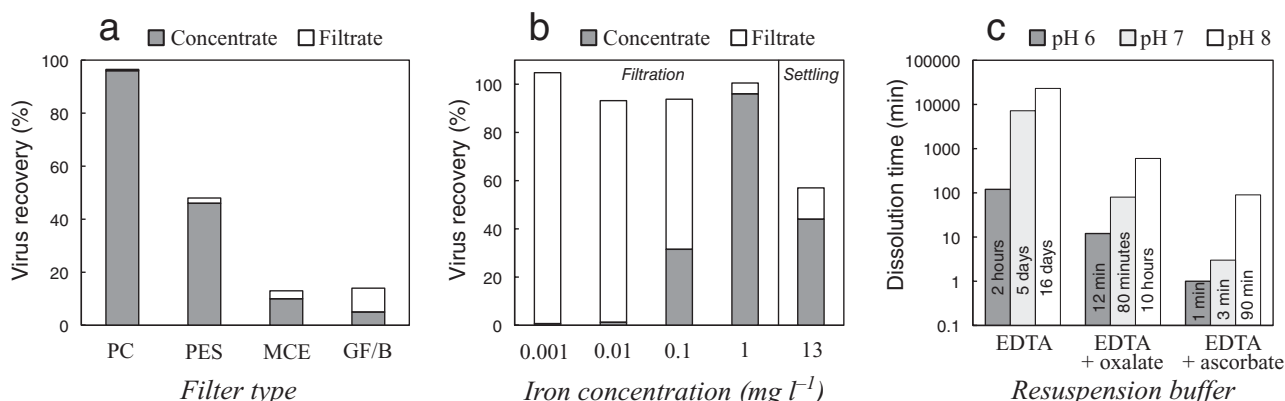 a
Concentrate Filtrate
Virus recovery (%)
100
80
60
40
20
0
PC PES MCE GF/B
Filter type
b
Concentrate Filtrate
Virus recovery (%)
Filtration Settling
100
80
60
40
20
0
0.001 0.01 0.1 1 13
Iron concentration (mg l⁻¹)
c
pH 6 pH 7 pH 8
Dissolution time (min)
100000
10000
1000
100
10
1
0.1
2 hours
5 days
16 days
12 min
80 minutes
10 hours
1 min
3 min
90 min
EDTA EDTA EDTA
+ oxalate + ascorbate
Resuspension buffer